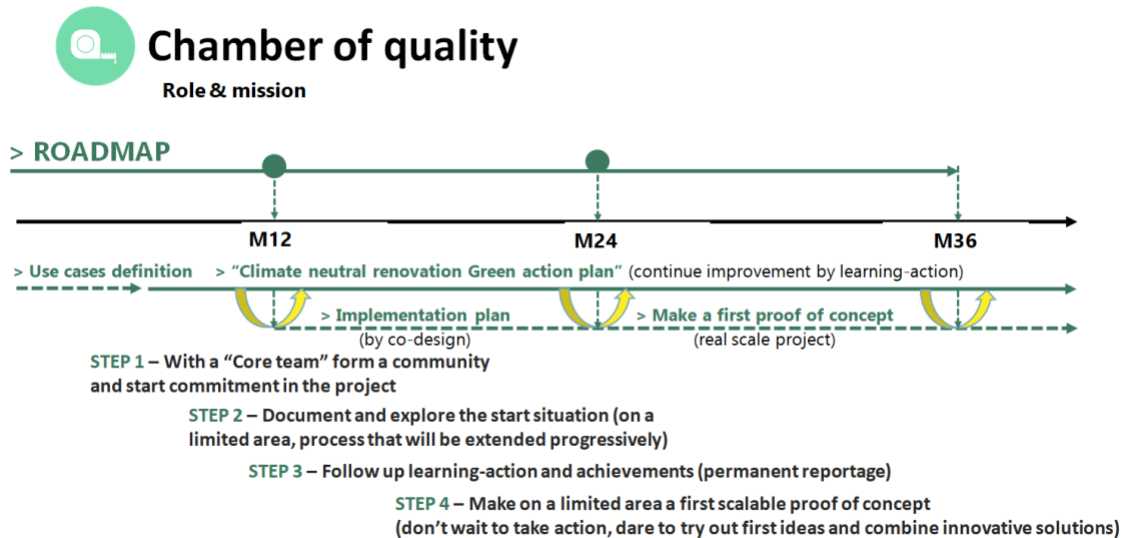 Chamber of quality
Role & mission
> ROADMAP
M12
M24
M36
> Use cases definition
> “Climate neutral renovation Green action plan” (continue improvement by learning-action)
> Implementation plan
(by co-design)
> Make a first proof of concept
(real scale project)
STEP 1 – With a “Core team” form a community
and start commitment in the project
STEP 2 – Document and explore the start situation (on a
limited area, process that will be extended progressively)
STEP 3 – Follow up learning-action and achievements (permanent reportage)
STEP 4 – Make on a limited area a first scalable proof of concept
(don’t wait to take action, dare to try out first ideas and combine innovative solutions)